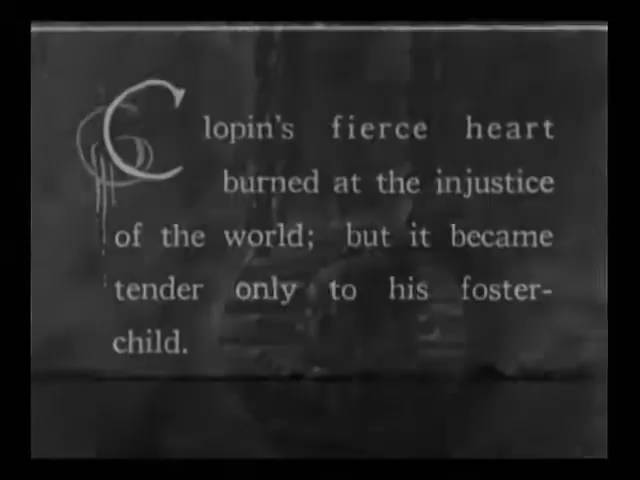 Clopin's fierce heart
burned at the injustice
of the world; but it became
tender only to his foster-
child.